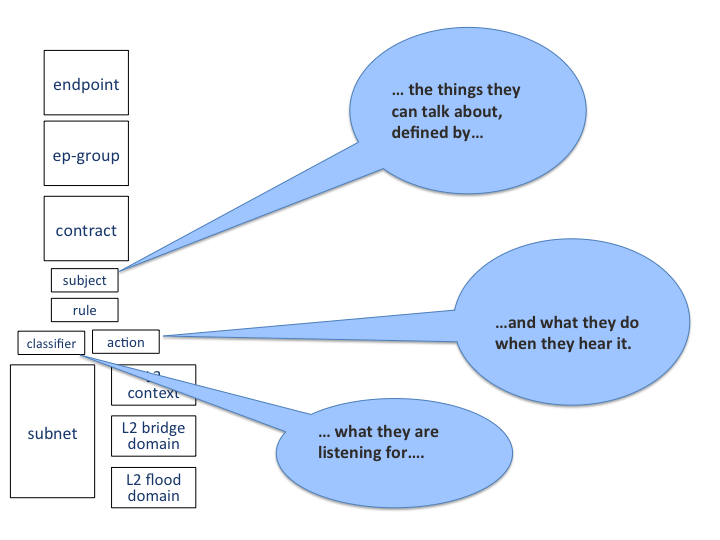 endpoint
ep-group
contract
subject
rule
classifier
action
subnet
context
L2 bridge
domain
L2 flood
domain
… the things they
can talk about,
defined by…
…and what they do
when they hear it.
… what they are
listening for….